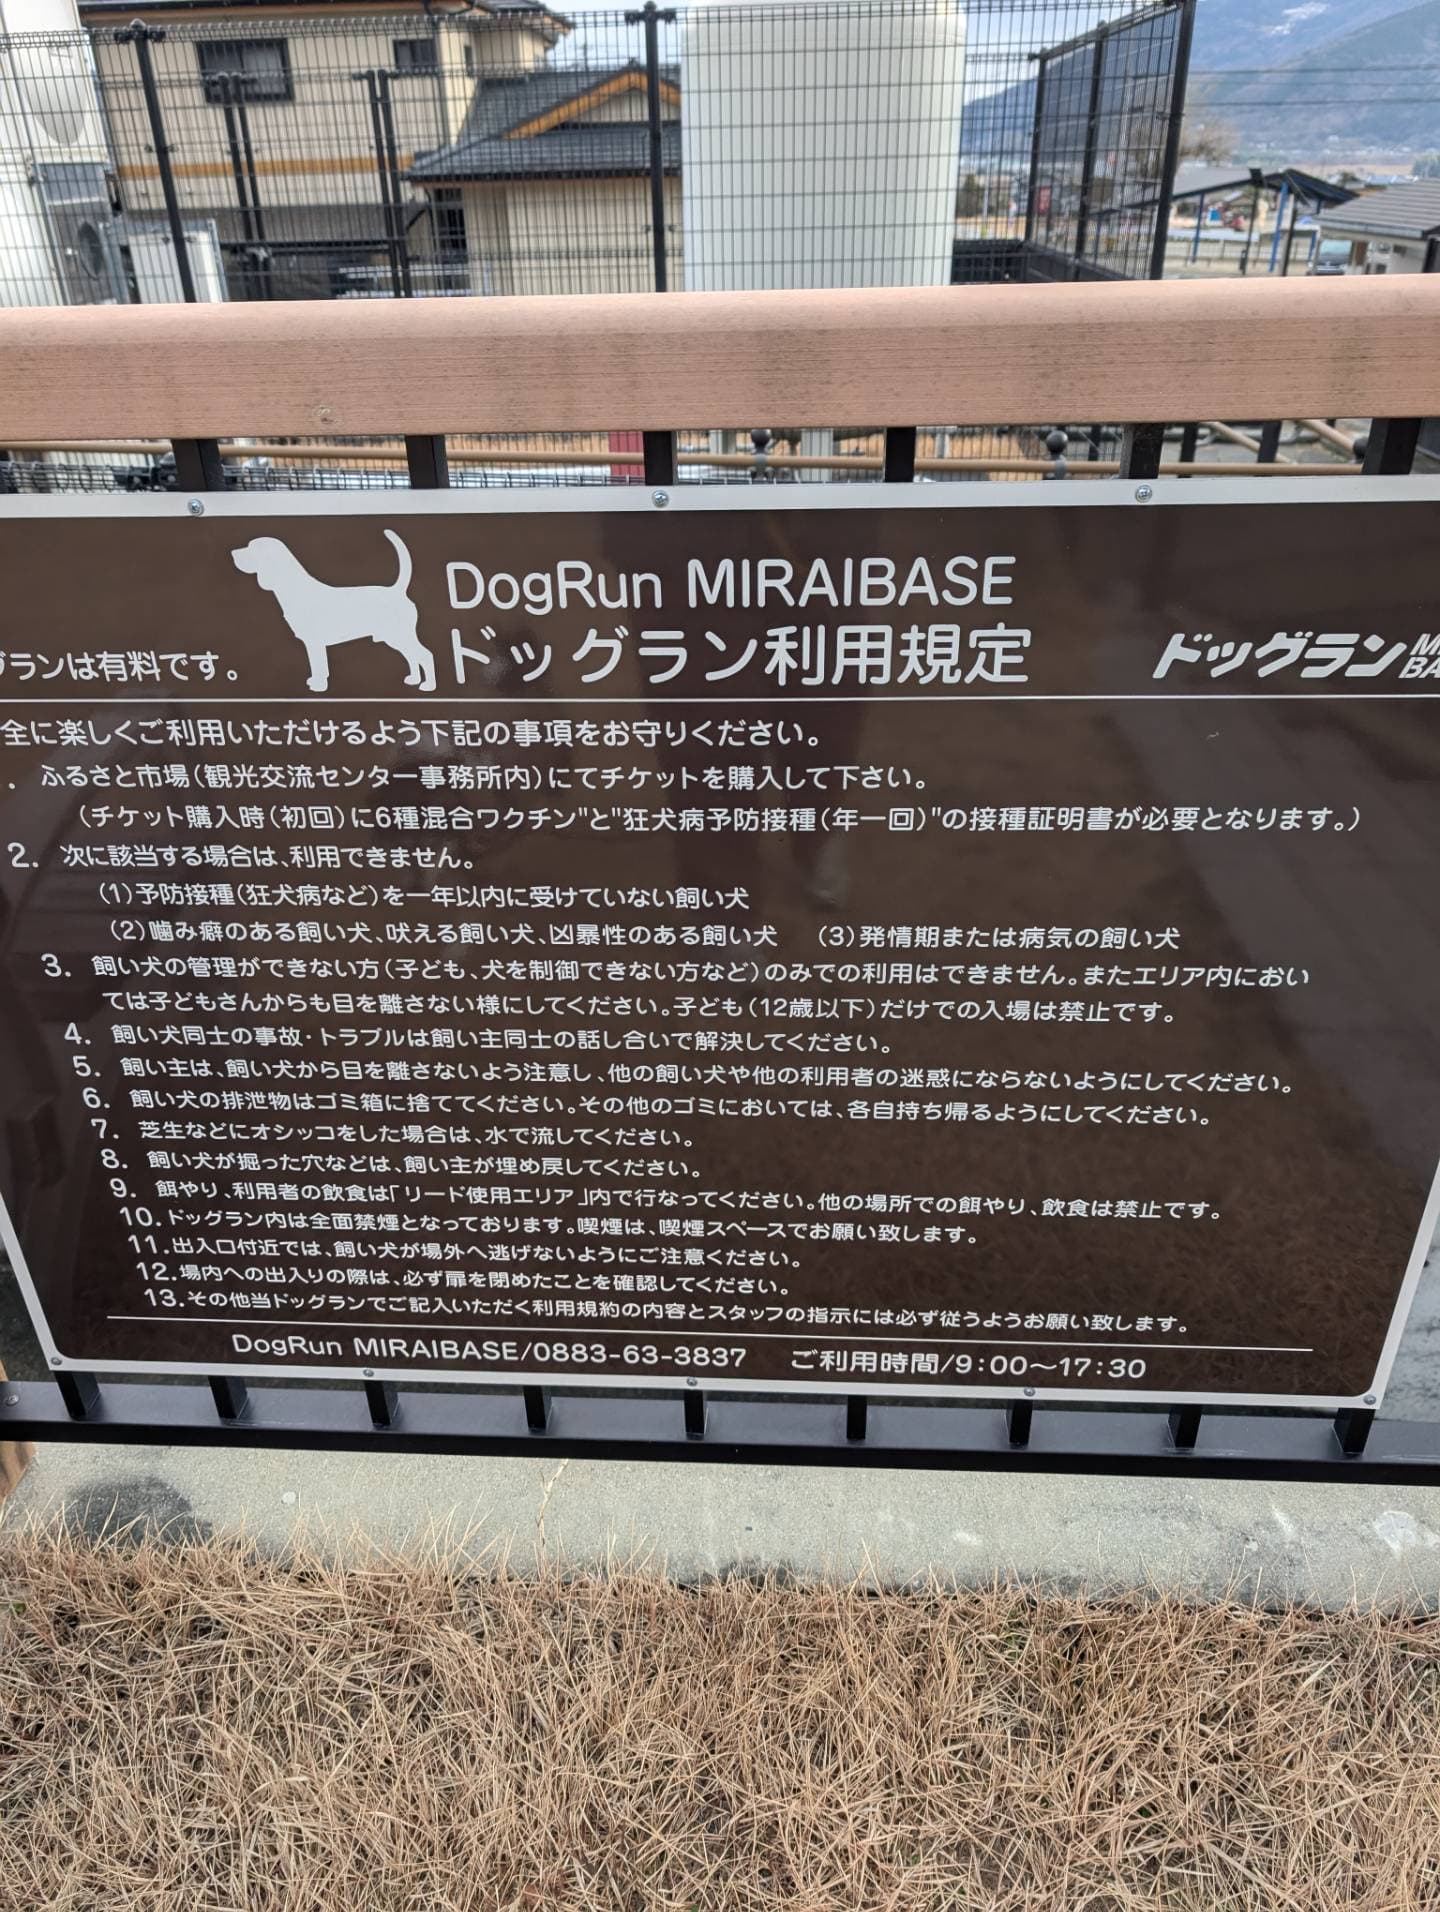 DogRun MIRAIBASE
グランは有料です。
ドッグラン利用規定
ドッグラン
全に楽しくご利用いただけるよう下記の事項をお守りください。
. ふるさと市場(観光交流センター事務所内)にてチケットを購入して下さい。
(チケット購入時(初回)に6種混合ワクチン"と"狂犬病予防接種(年一回)"の接種証明書が必要となります。)
2. 次に該当する場合は、利用できません。
(1)予防接種(狂犬病など)を一年以内に受けていない飼い犬
(2)噛み癖のある飼い犬、吠える飼い犬、凶暴性のある飼い犬 (3)発情期または病気の飼い犬
3. 飼い犬の管理ができない方(子ども、犬を制御できない方など)のみでの利用はできません。またエリア内におい
ては子どもさんからも目を離さない様にしてください。子ども(12歳以下)だけでの入場は禁止です。
4. 飼い犬同士の事故・トラブルは飼い主同士の話し合いで解決してください。
5. 飼い主は、飼い犬から目を離さないよう注意し、他の飼い犬や他の利用者の迷惑にならないようにしてください。
6. 飼い犬の排泄物はゴミ箱に捨ててください。その他のゴミにおいては、各自持ち帰るようにしてください。
7. 芝生などにオシッコをした場合は、水で流してください。
8. 飼い犬が掘った穴などは、飼い主が埋め戻してください。
9. 餌やり、利用者の飲食は「リード使用エリア」内で行なってください。他の場所での餌やり、飲食は禁止です。
10. ドッグラン内は全面禁煙となっております。喫煙は、喫煙スペースでお願い致します。
11. 出入口付近では、飼い犬が場外へ逃げないようにご注意ください。
12. 場内への出入りの際は、必ず扉を閉めたことを確認してください。
13. その他当ドッグランでご記入いただく利用規約の内容とスタッフの指示には必ず従うようお願い致します。
DogRun MIRAIBASE/0883-63-3837 ご利用時間/9:00～17:30